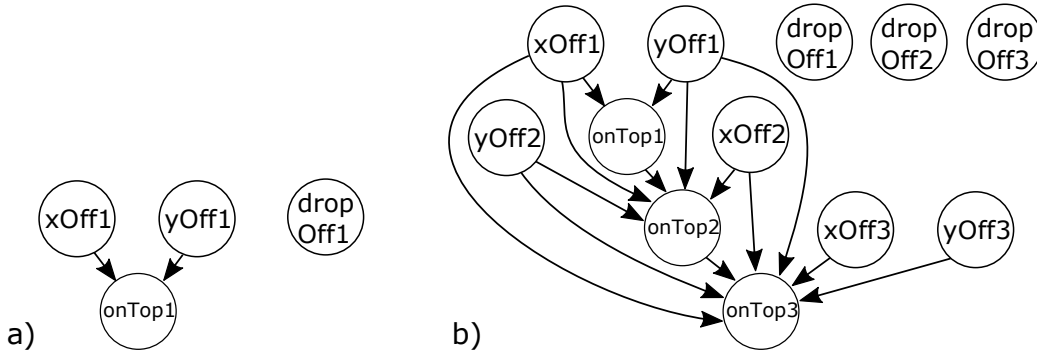 xOff1
yOff1
drop
Off1
onTop1
a)
xOff1
yOff1
drop
Off1
drop
Off2
drop
Off3
yOff2
onTop1
xOff2
onTop2
xOff3
yOff3
onTop3
b)